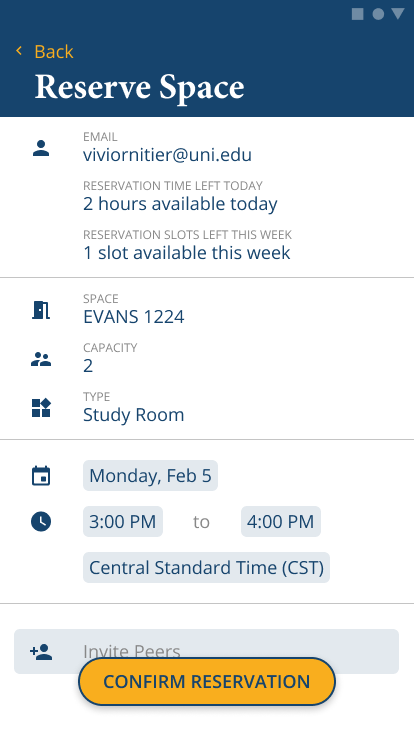 Back
Reserve Space
EMAIL
viviornitier@uni.edu
RESERVATION TIME LEFT TODAY
2 hours available today
RESERVATION SLOTS LEFT THIS WEEK
1 slot available this week
SPACE
EVANS 1224
CAPACITY
2
TYPE
Study Room
Monday, Feb 5
3:00 PM to 4:00 PM
Central Standard Time (CST)
Invite Peers
CONFIRM RESERVATION